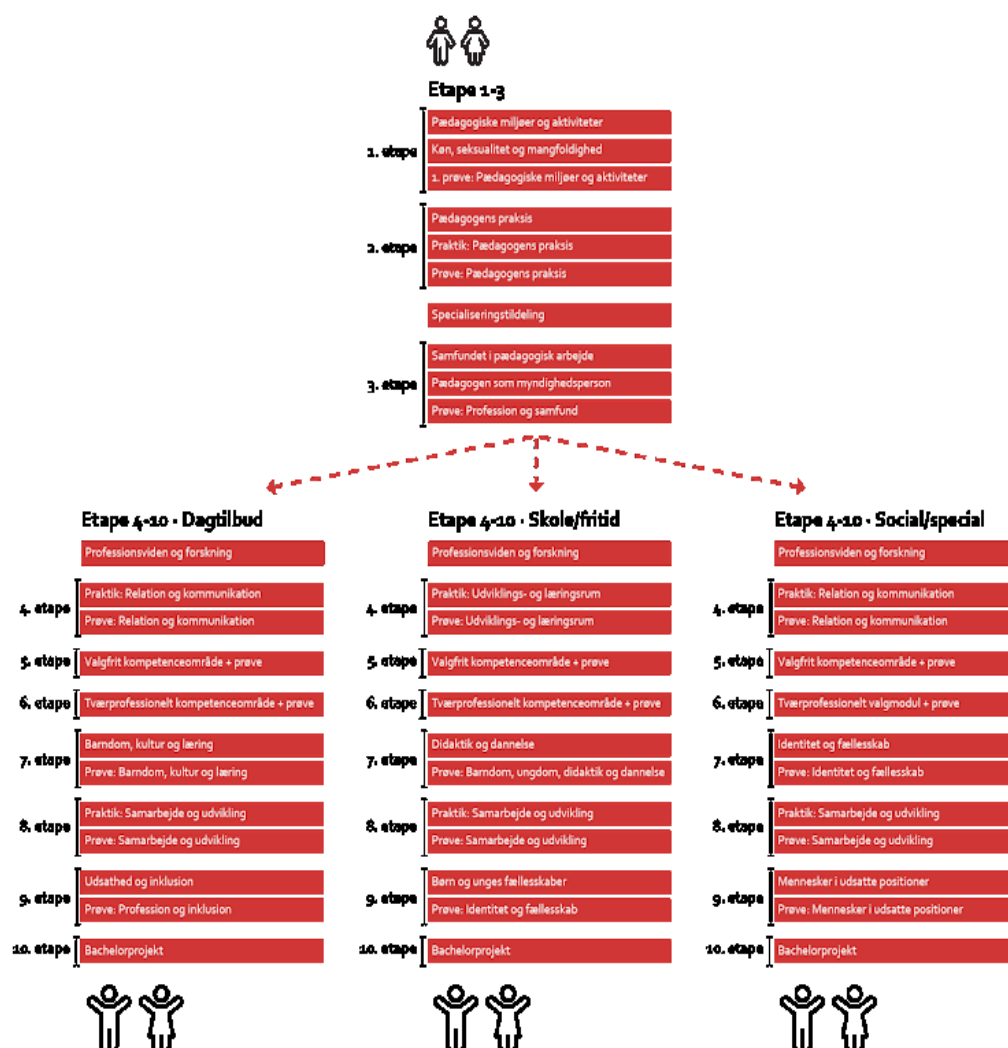 Etape 1-3
1. etape
Pædagogiske miljøer og aktiviteter
Køn, seksualitet og mangfoldighed
1. prøve: Pædagogiske miljøer og aktiviteter
2. etape
Pædagogens praksis
Praktik: Pædagogens praksis
Prøve: Pædagogens praksis
Specialiseringstildeling
3. etape
Samfundet i pædagogisk arbejde
Pædagogen som myndighedsperson
Prøve: Profession og samfund
Etape 4-10 · Dagtilbud
Professionsviden og forskning
4. etape
Praktik: Relation og kommunikation
Prøve: Relation og kommunikation
5. etape
Valgfrit kompetenceområde + prøve
6. etape
Tværprofessionelt kompetenceområde + prøve
7. etape
Barndom, kultur og læring
Prøve: Barndom, kultur og læring
8. etape
Praktik: Samarbejde og udvikling
Prøve: Samarbejde og udvikling
9. etape
Udsathed og inklusion
Prøve: Profession og inklusion
10. etape
Bachelorprojekt
Etape 4-10 · Skole/fritid
Professionsviden og forskning
4. etape
Praktik: Udviklings- og læringsrum
Prøve: Udviklings- og læringsrum
5. etape
Valgfrit kompetenceområde + prøve
6. etape
Tværprofessionelt kompetenceområde + prøve
7. etape
Didaktik og dannelse
Prøve: Barndom, ungdom, didaktik og dannelse
8. etape
Praktik: Samarbejde og udvikling
Prøve: Samarbejde og udvikling
9. etape
Børn og unges fællesskaber
Prøve: Identitet og fællesskab
10. etape
Bachelorprojekt
Etape 4-10 · Social/special
Professionsviden og forskning
4. etape
Praktik: Relation og kommunikation
Prøve: Relation og kommunikation
5. etape
Valgfrit kompetenceområde + prøve
6. etape
Tværprofessionelt valgmodul + prøve
7. etape
Identitet og fællesskab
Prøve: Identitet og fællesskab
8. etape
Praktik: Samarbejde og udvikling
Prøve: Samarbejde og udvikling
9. etape
Mennesker i udsatte positioner
Prøve: Mennesker i udsatte positioner
10. etape
Bachelorprojekt